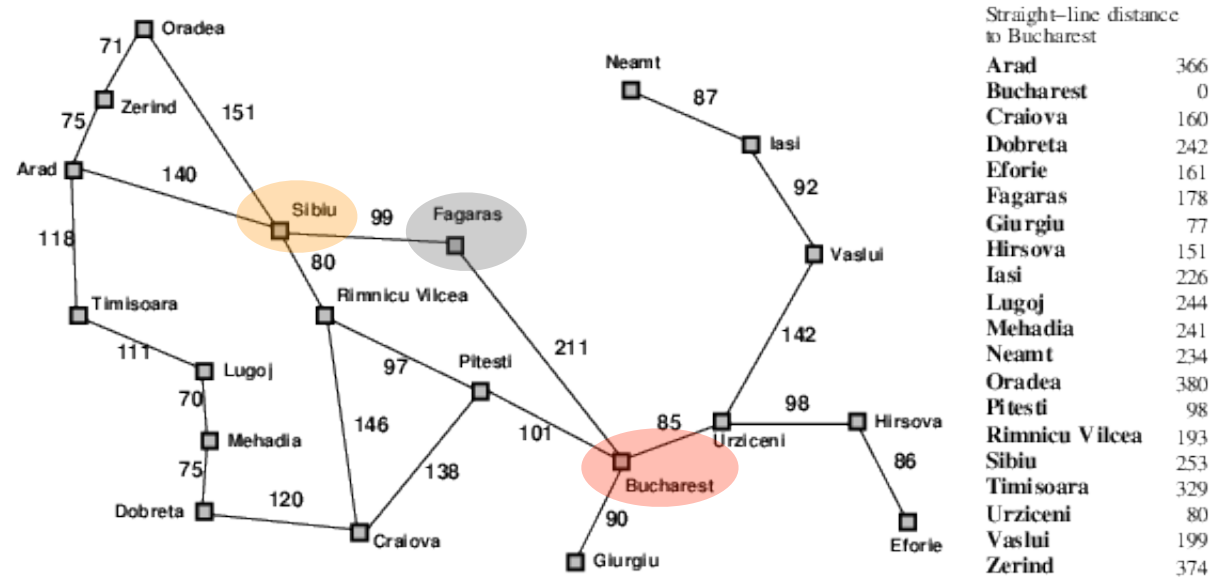 Oradea
71
Neamt
Zerind
87
151
75
Iasi
Arad
140
92
Sibiu
99
Fagaras
118
80
Vaslui
Timisoara
Rimnicu Vilcea
142
111
211
Lugoj
97
Pitesti
70
98
Hirsova
85
Urziceni
146
101
Mehadia
86
138
75
Bucharest
120
90
Dobreta
Craiova
Eforie
Giurgiu
Straight–line distance
to Bucharest
Arad 366
Bucharest 0
Craiova 160
Dobreta 242
Eforie 161
Fagaras 178
Giurgiu 77
Hirsova 151
Iasi 226
Lugoj 244
Mehadia 241
Neamt 234
Oradea 380
Pitesti 98
Rimnicu Vilcea 193
Sibiu 253
Timisoara 329
Urziceni 80
Vaslui 199
Zerind 374